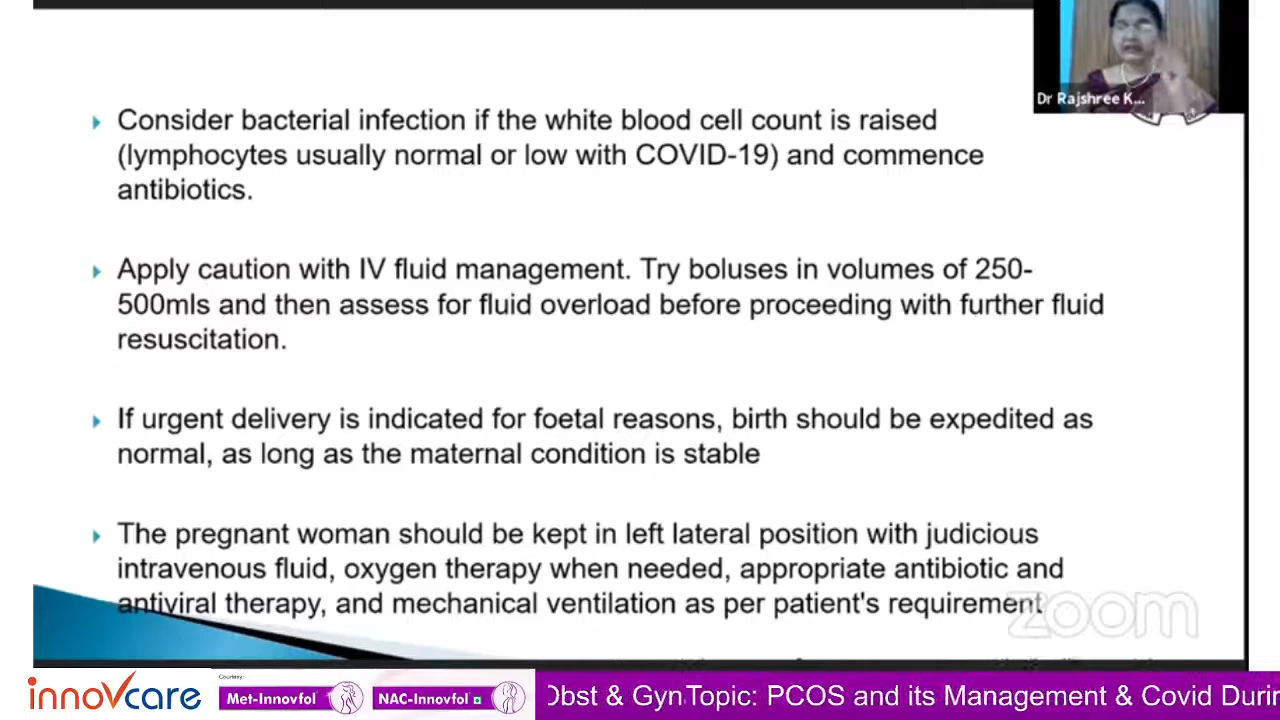 Dr Rajshree K...
Consider bacterial infection if the white blood cell count is raised
(lymphocytes usually normal or low with COVID-19) and commence
antibiotics.
Apply caution with IV fluid management. Try boluses in volumes of 250-
500mls and then assess for fluid overload before proceeding with further fluid
resuscitation.
If urgent delivery is indicated for foetal reasons, birth should be expedited as
normal, as long as the maternal condition is stable
The pregnant woman should be kept in left lateral position with judicious
intravenous fluid, oxygen therapy when needed, appropriate antibiotic and
antiviral therapy, and mechanical ventilation as per patient's requirement
zoom
innovcare
Courtesy:
Met-Innovfol
NAC-Innovfol
Obst & Gyn.Topic: PCOS and its Management & Covid Duri